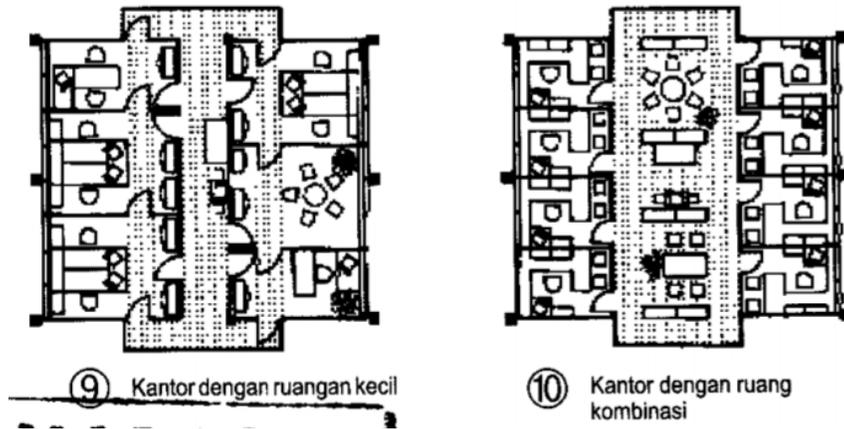 9 Kantor dengan ruangan kecil
10 Kantor dengan ruang
kombinasi